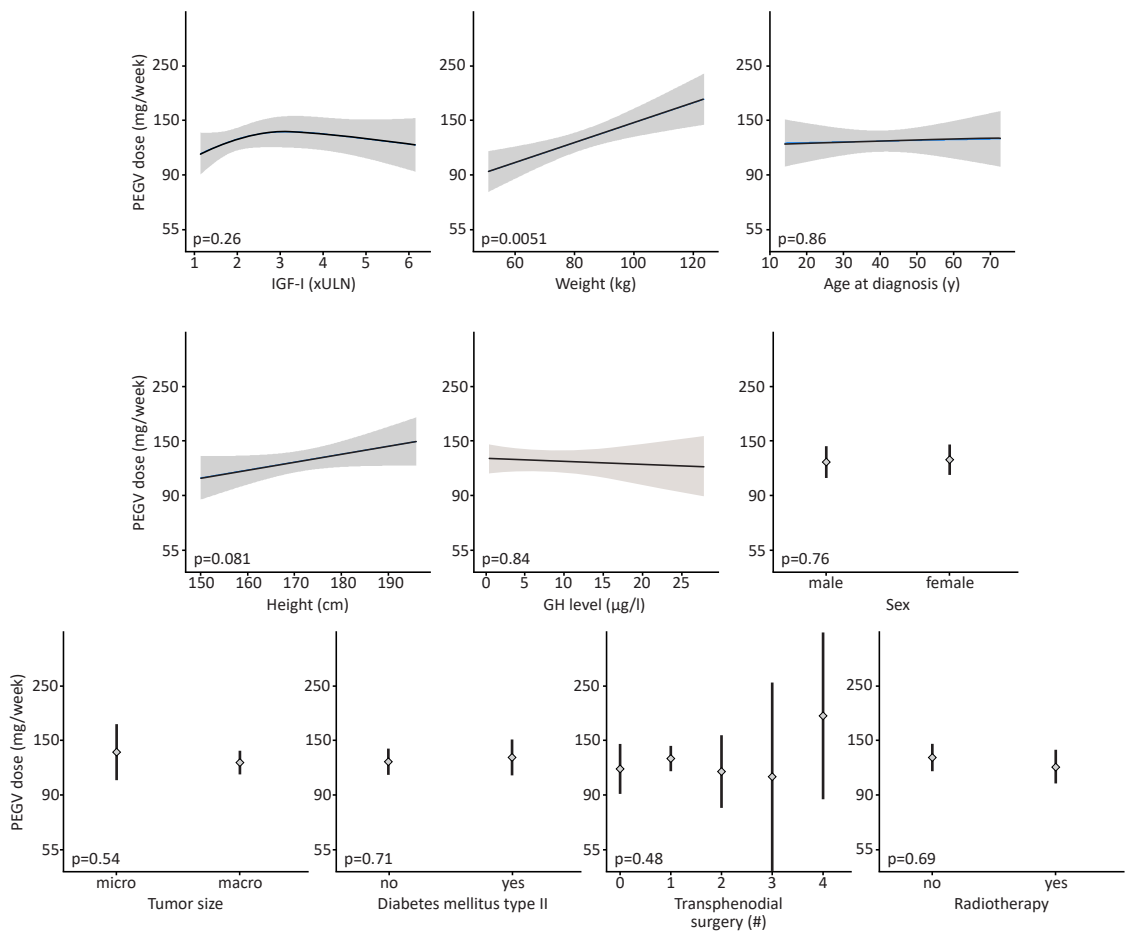 PEGV dose (mg/week)
250
150
90
55
p=0.26
1 2 3 4 5 6
IGF-I (xULN)
250
150
90
55
p=0.0051
60 80 100 120
Weight (kg)
250
150
90
55
p=0.86
10 20 30 40 50 60 70
Age at diagnosis (y)
PEGV dose (mg/week)
250
150
90
55
p=0.081
150 160 170 180 190
Height (cm)
250
150
90
55
p=0.84
0 5 10 15 20 25
GH level (µg/l)
250
150
90
55
p=0.76
male female
Sex
PEGV dose (mg/week)
250
150
90
55
p=0.54
micro macro
Tumor size
250
150
90
55
p=0.71
no yes
Diabetes mellitus type II
250
150
90
55
p=0.48
0 1 2 3 4
Transphenodial
surgery (#)
250
150
90
55
p=0.69
no yes
Radiotherapy